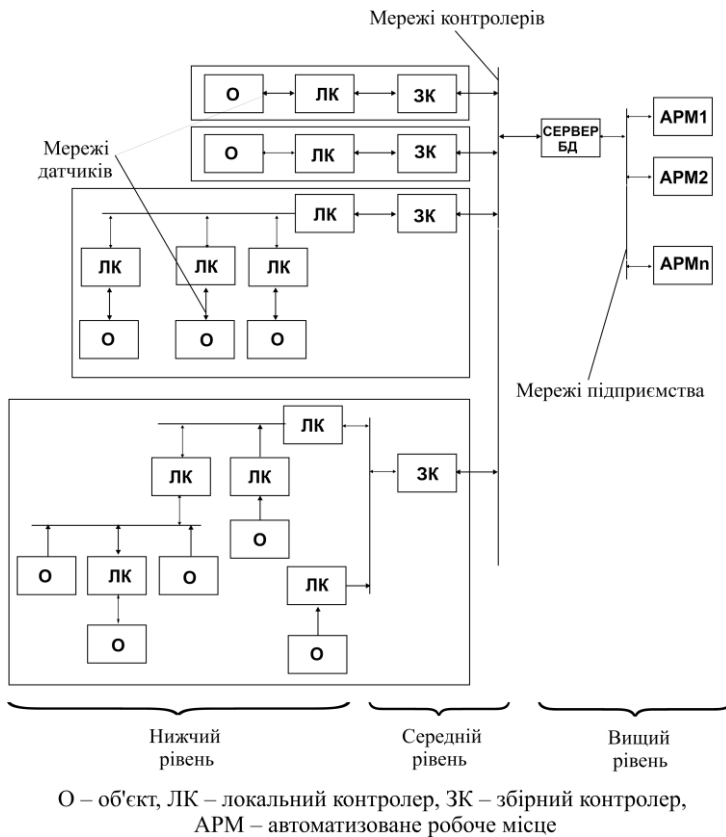 Мережі контролерів
О ЛК ЗК
Мережі
датчиків
О ЛК ЗК
СЕРВЕР
БД
АРМ1
АРМ2
АРМn
ЛК ЗК
ЛК ЛК ЛК
О О О
Мережі підприємства
ЛК
ЛК ЛК
ЗК
О
О ЛК О
ЛК
О
О
Нижчий
рівень
Середній
рівень
Вищий
рівень
О – об'єкт, ЛК – локальний контролер, ЗК – збірний контролер,
АРМ – автоматизоване робоче місце